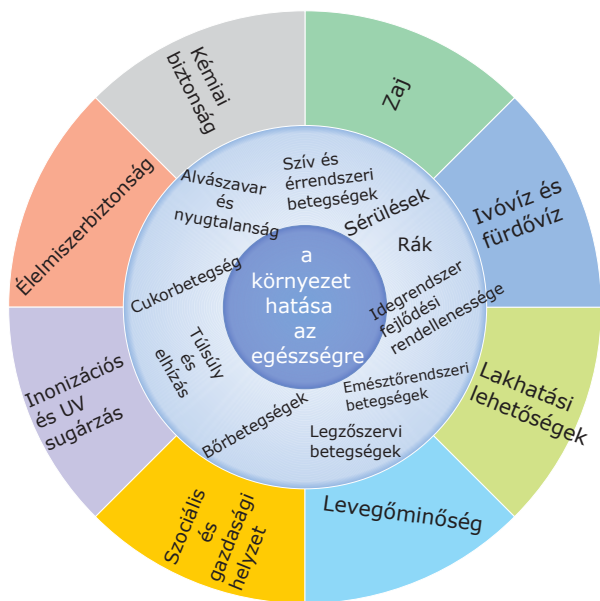 Kémiai
biztonság
Zaj
Ivóvíz és
fürdővíz
Lakhatási
lehetőségek
Levegőminőség
Szociális
és
gazdasági
helyzet
Inonizációs
és UV
sugárzás
Élelmiszerbiztonság
Szív és
érrendszeri
betegségek
Sérülések
Rák
Idegrendszer
fejlődési
rendellenessége
Emésztőrendszeri
betegségek
Legzőszervi
betegségek
Bőrbetegségek
Túlsúly
és
elhízás
Cukorbetegség
Alvászavar
és
nyugtalanság
a
környezet
hatása
az
egészségre